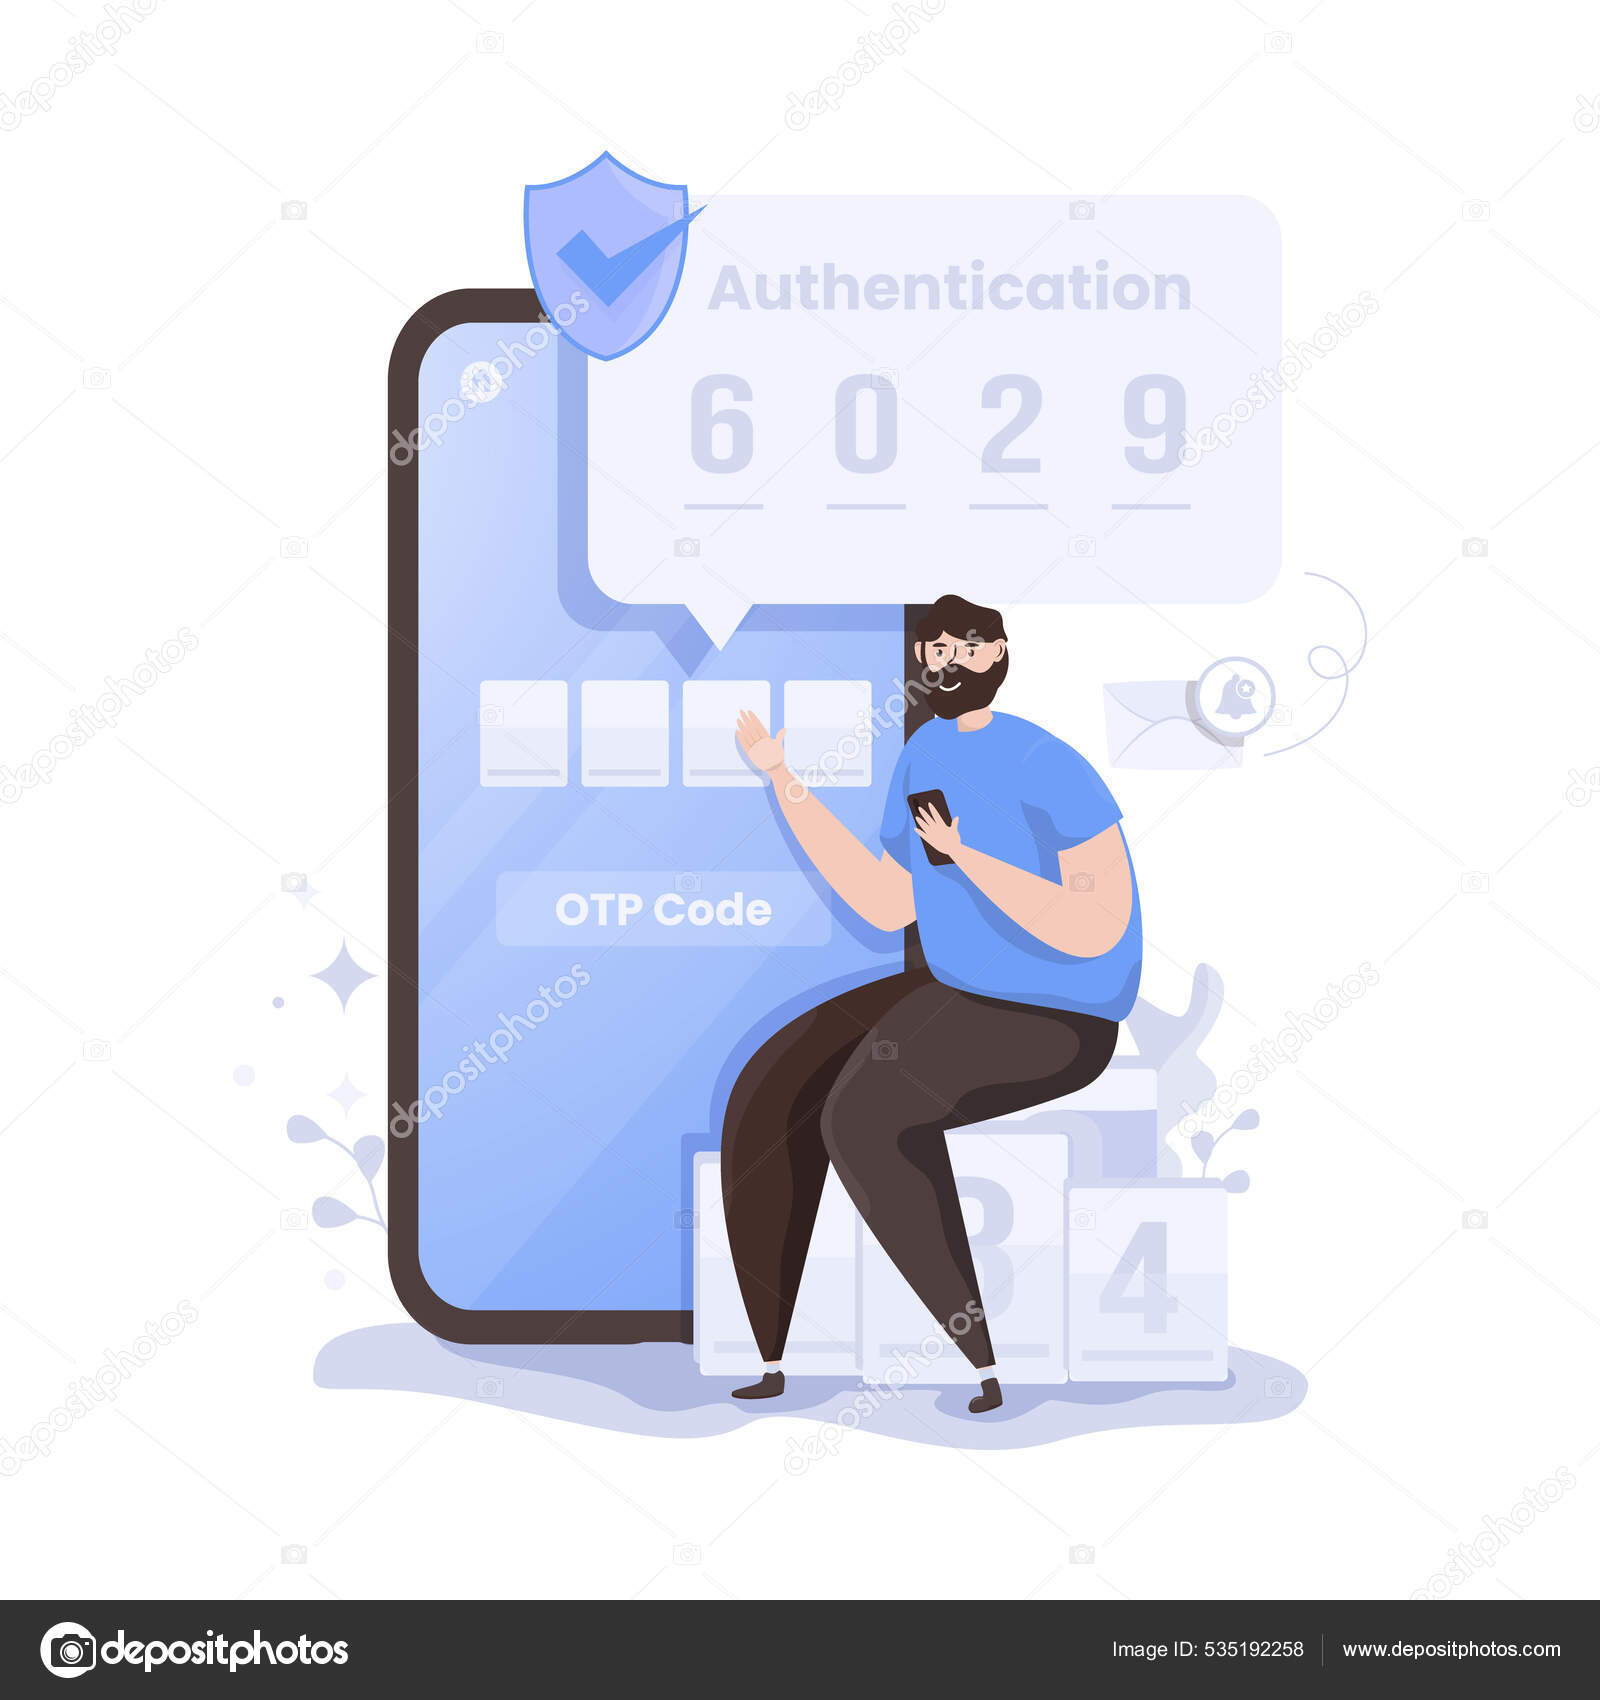 Authentication
6 0 2 9
OTP Code
3
4
depositphotos
Image ID: 535192258
www.depositphotos.com